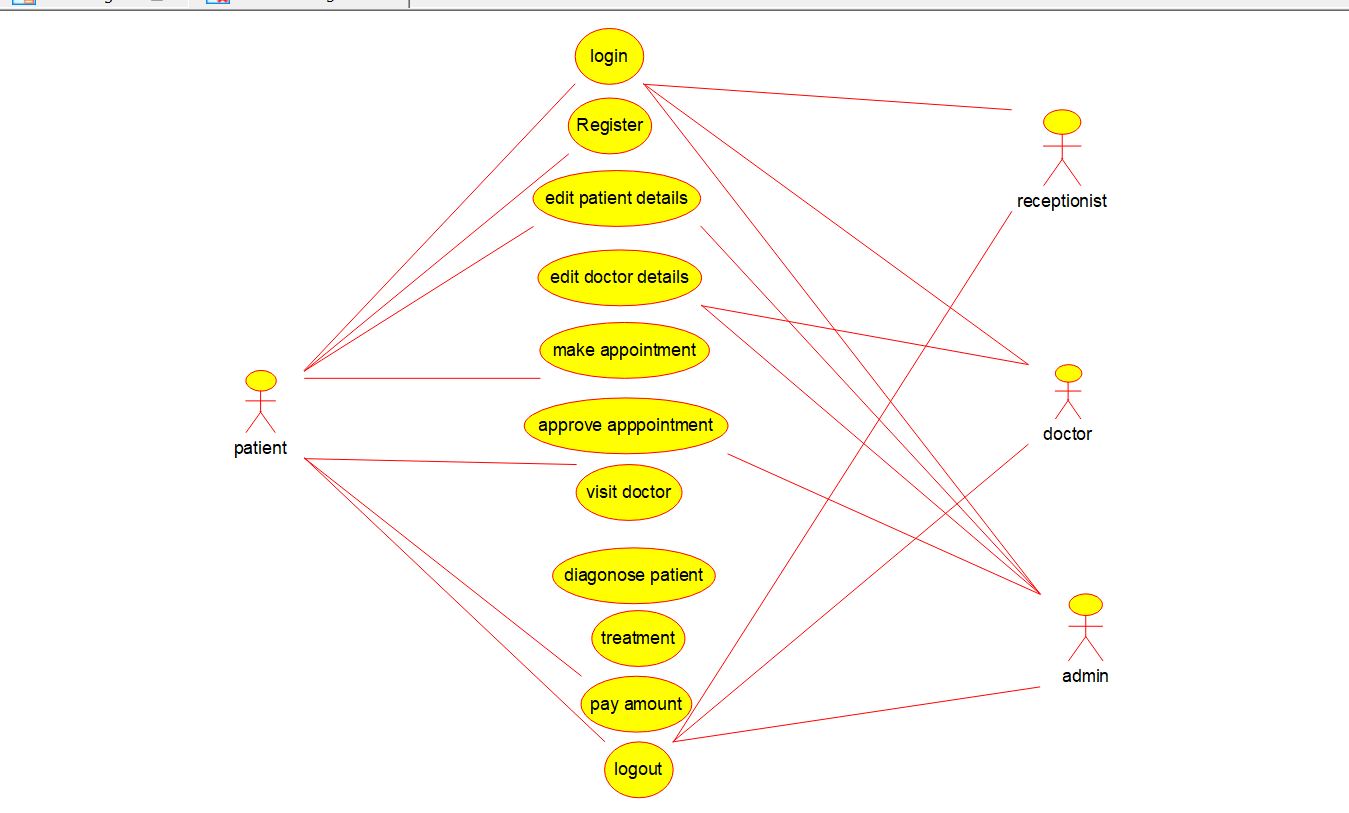 login
Register
edit patient details
edit doctor details
make appointment
approve apppointment
visit doctor
diagonose patient
treatment
pay amount
logout
patient
receptionist
doctor
admin